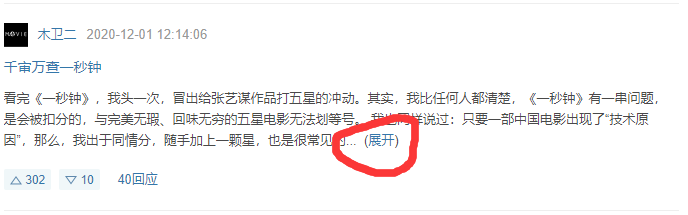 MOVIE
木卫二 2020-12-01 12:14:06
千审万查一秒钟
看完《一秒钟》，我头一次，冒出给张艺谋作品打五星的冲动。其实，我比任何人都清楚，《一秒钟》有一串问题，
是会被扣分的，与完美无瑕、回味无穷的五星电影无法划等号。 我也同样说过：只要一部中国电影出现了“技术原
因”，那么，我出于同情分，随手加上一颗星，也是很常见的... (展开)
302 10 40回应